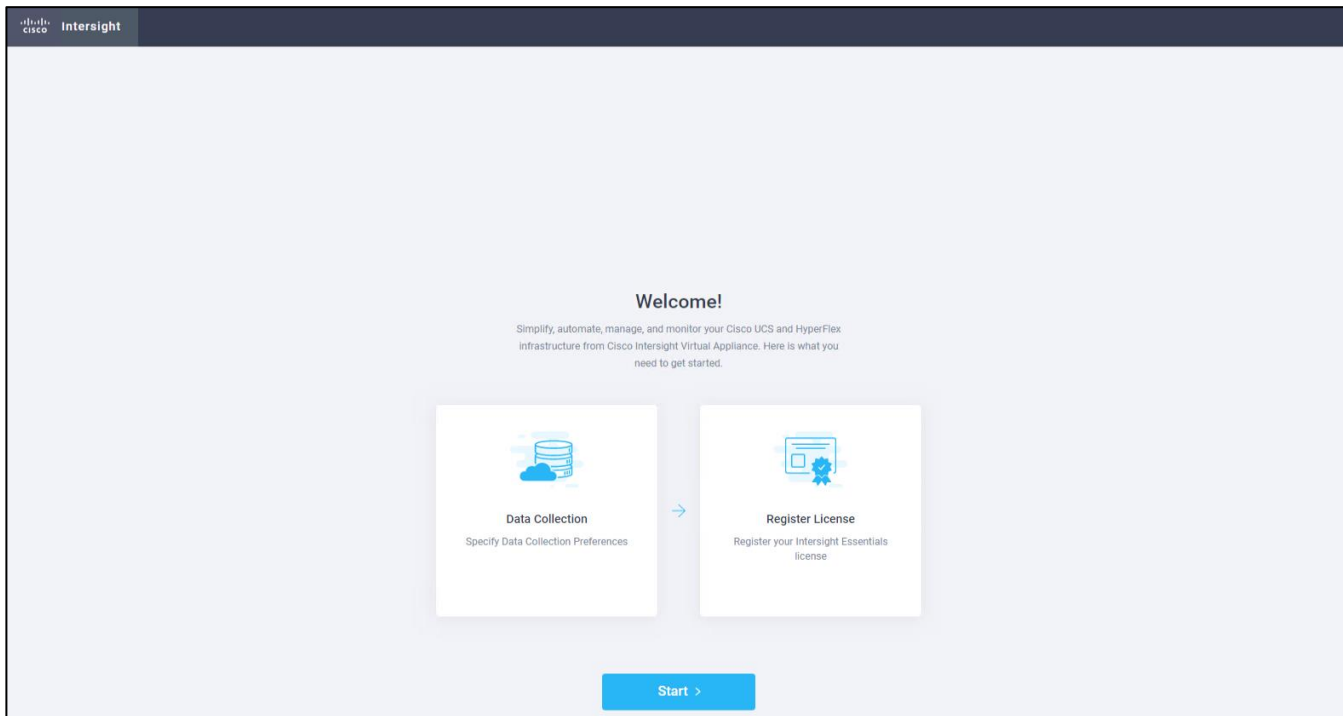 cisco Intersight
Welcome!
Simplify, automate, manage, and monitor your Cisco UCS and HyperFlex
infrastructure from Cisco Intersight Virtual Appliance. Here is what you
need to get started.
Data Collection
Specify Data Collection Preferences
Register License
Register your Intersight Essentials
license
Start >